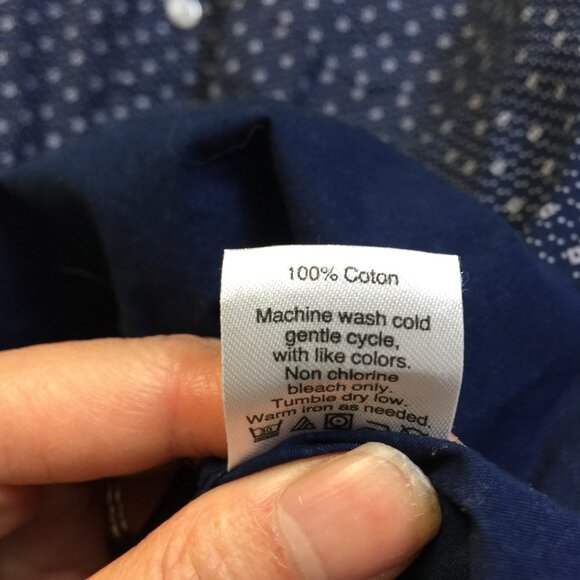 100% Coton
Machine wash cold
gentle cycle,
with like colors.
Non chlorine
bleach only.
Tumble dry low.
Warm iron as needed.